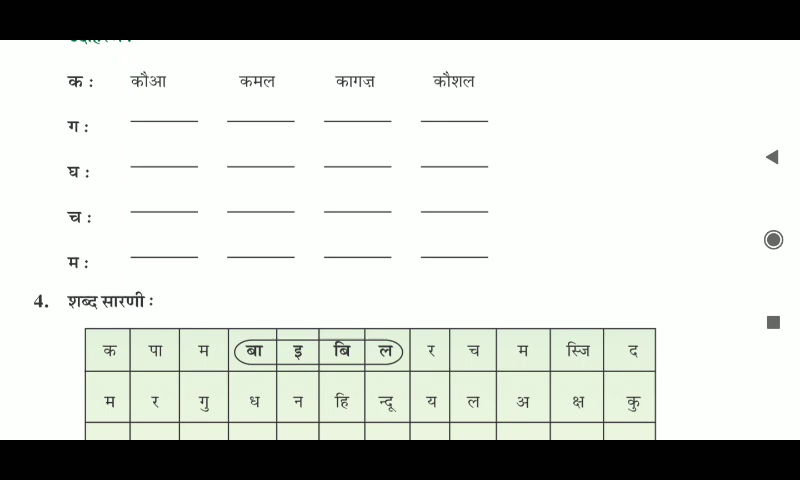 क : कौआ कमल कागज़ कौशल
ग :
घ :
च :
म :
4. शब्द सारणी :
क पा म बा इ बि ल र च म स्जि द
म र गु ध न हि न्दू य ल अ क्ष कु